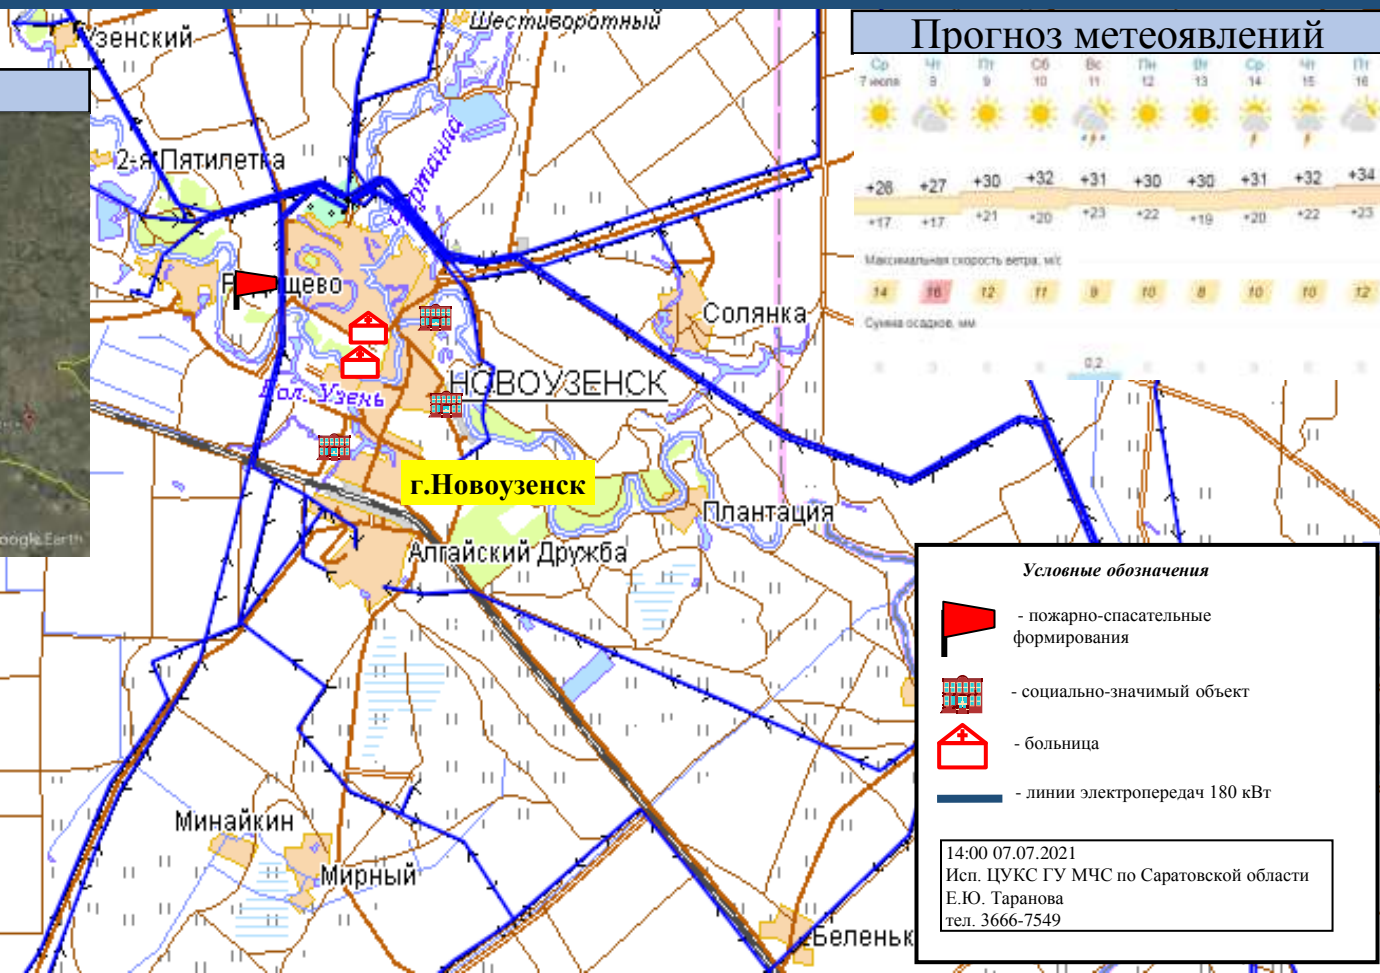 Узенский
Шестиворотный
Прогноз метеоявлений
Ср Чт Пт Сб Вс Пн Вт Ср Чт Пт
7 июля 8 9 10 11 12 13 14 15 16
+26 +27 +30 +32 +31 +30 +30 +31 +32 +34
+17 +17 +21 +20 +23 +22 +19 +20 +22 +23
Максимальная скорость ветра, м/с
14 16 12 11 9 10 8 10 10 12
Сумма осадков, мм
0,2
2-я Пятилетка
щево
Солянка
НОВОУЗЕНСК
Бол. Узень
г.Новоузенск
Плантация
Алгайский Дружба
oogle Earth
Минайкин
Мирный
Беленьк
Условные обозначения
- пожарно-спасательные
формирования
- социально-значимый объект
- больница
- линии электропередач 180 кВт
14:00 07.07.2021
Исп. ЦУКС ГУ МЧС по Саратовской области
Е.Ю. Таранова
тел. 3666-7549